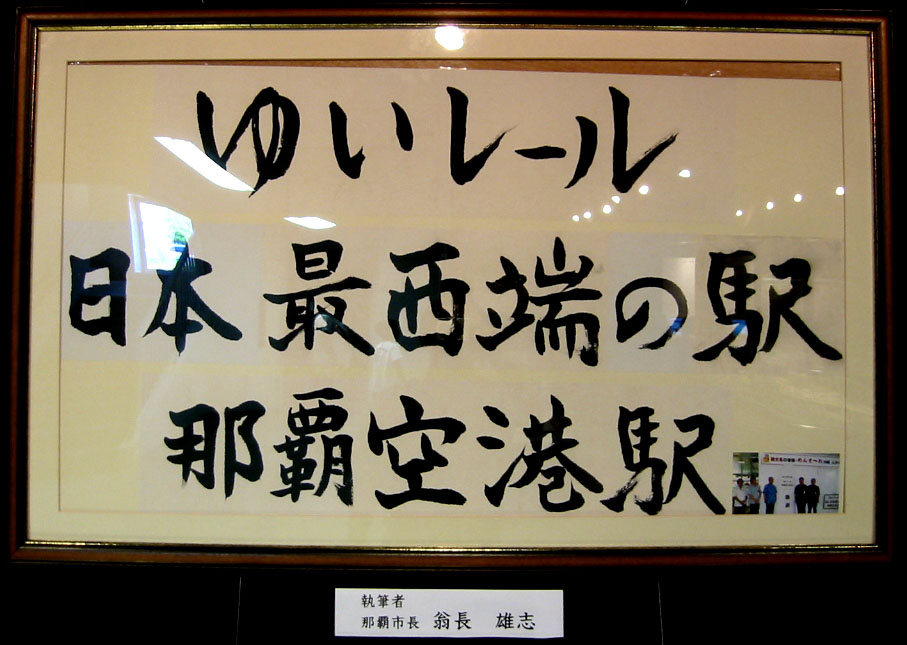 ゆいレール
日本最西端の駅
那覇空港駅
執筆者
那覇市長 翁長 雄志